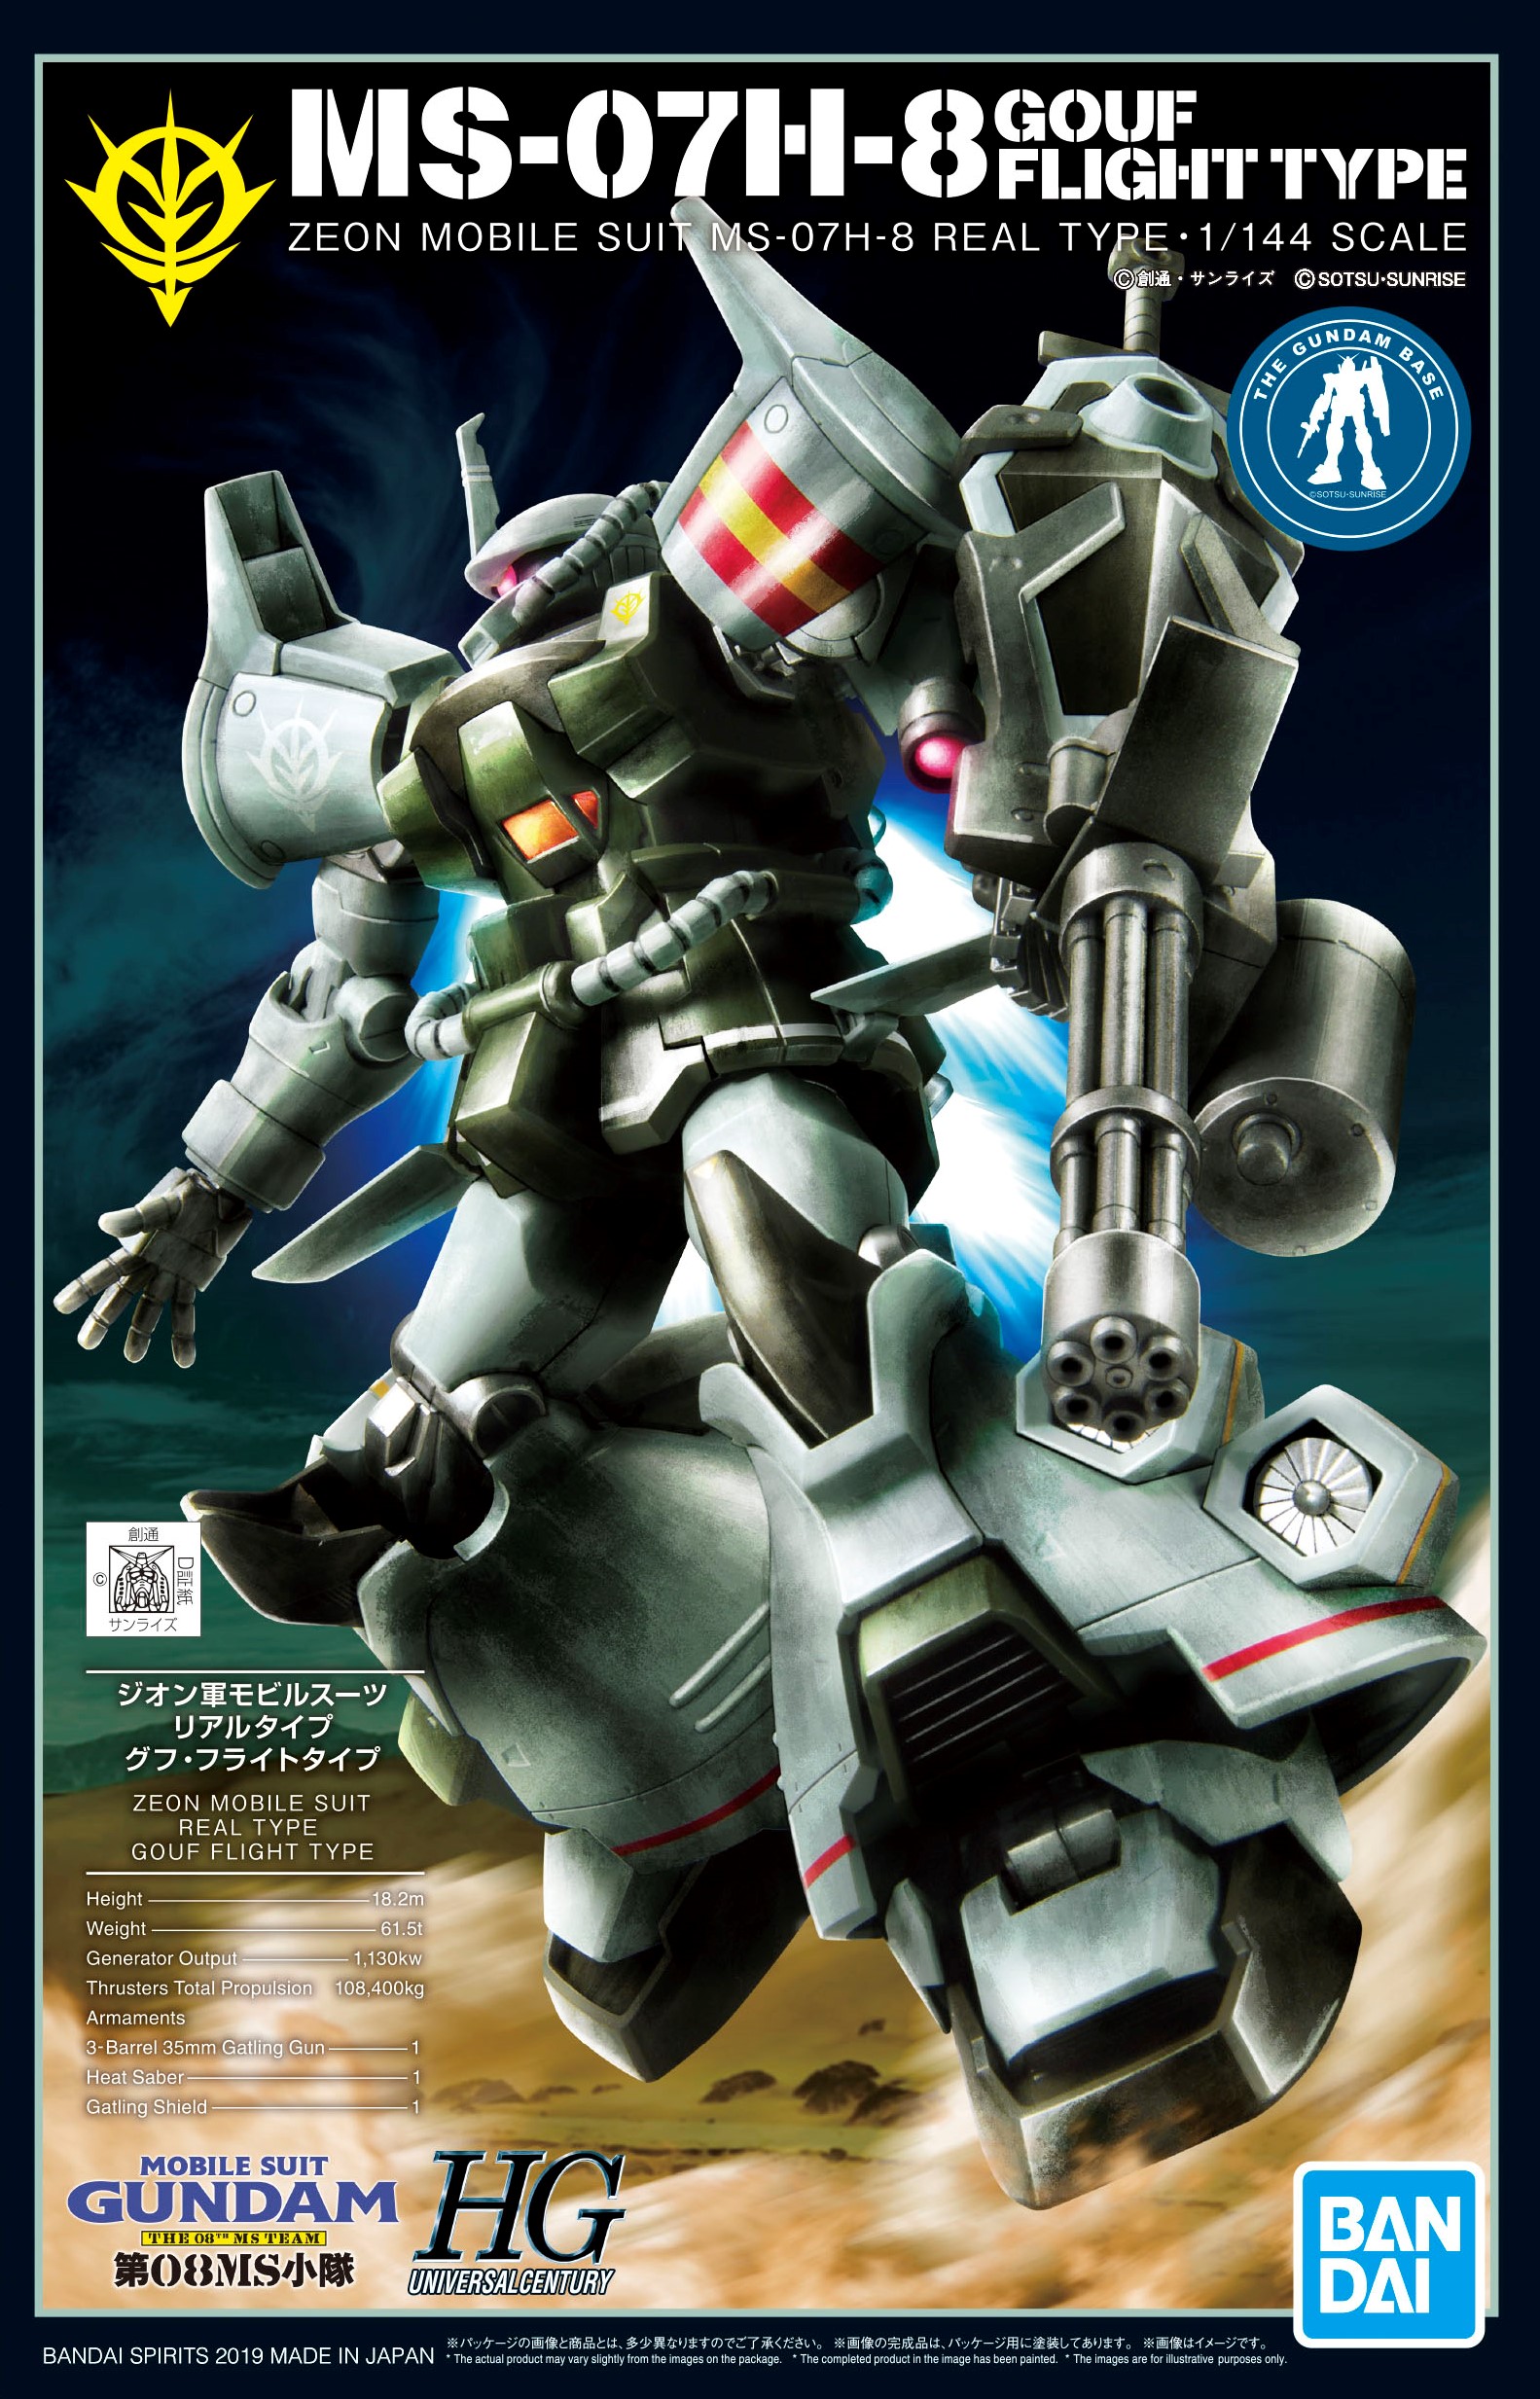 MS-07H-8 GOUF
FLIGHT TYPE
ZEON MOBILE SUIT MS-07H-8 REAL TYPE・1/144 SCALE
©創通・サンライズ ©SOTSU・SUNRISE
THE GUNDAM BASE
©SOTSU・SUNRISE
創通
©
D証紙
サンライズ
ジオン軍モビルスーツ
リアルタイプ
グフ・フライトタイプ
ZEON MOBILE SUIT
REAL TYPE
GOUF FLIGHT TYPE
Height 18.2m
Weight 61.5t
Generator Output 1,130kw
Thrusters Total Propulsion 108,400kg
Armaments
3-Barrel 35mm Gatling Gun 1
Heat Saber 1
Gatling Shield 1
MOBILE SUIT
GUNDAM
THE 08TH MS TEAM
第08MS小隊
HG
UNIVERSAL CENTURY
BAN
DAI
BANDAI SPIRITS 2019 MADE IN JAPAN
※パッケージの画像と商品とは、多少異なりますのでご了承ください。 ※画像の完成品は、パッケージ用に塗装してあります。 ※画像はイメージです。
* The actual product may vary slightly from the images on the package. * The completed product in the image has been painted. * The images are for illustrative purposes only.